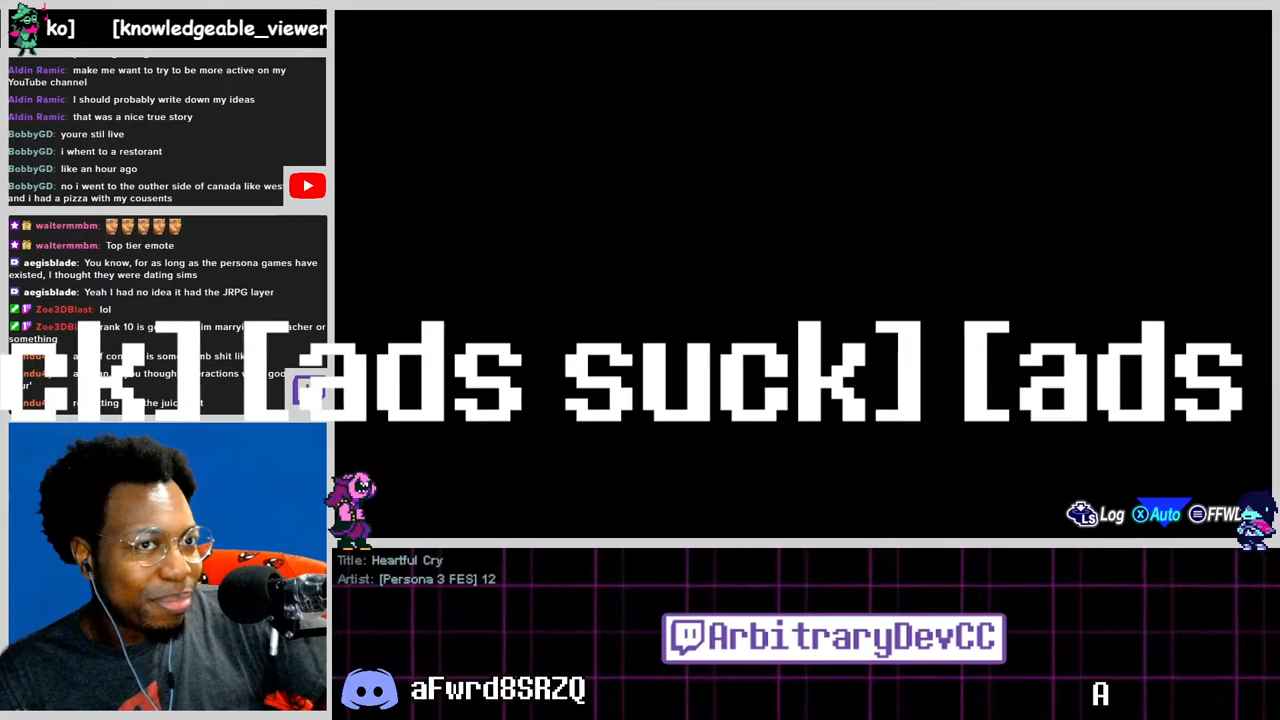 ko] [knowledgeable_viewer
Aldin Ramic: make me want to try to be more active on my
YouTube channel
Aldin Ramic: I should probably write down my ideas
Aldin Ramic: that was a nice true story
BobbyGD: youre stil live
BobbyGD: i whent to a restorant
BobbyGD: like an hour ago
BobbyGD: no i went to the outher side of canada like wes
and i had a pizza with my cousents
waltermmbm:
waltermmbm: Top tier emote
aegisblade: You know, for as long as the persona games have
existed, I thought they were dating sims
aegisblade: Yeah I had no idea it had the JRPG layer
Zoe3DBlast: lol
rank 10 is
something
ck] [ads suck] [ads
Log
X Auto
FFWD
Title: Heartful Cry
Artist: [Persona 3 FES] 12
@ArbitraryDevCC
aFwrd8SRZQ
A